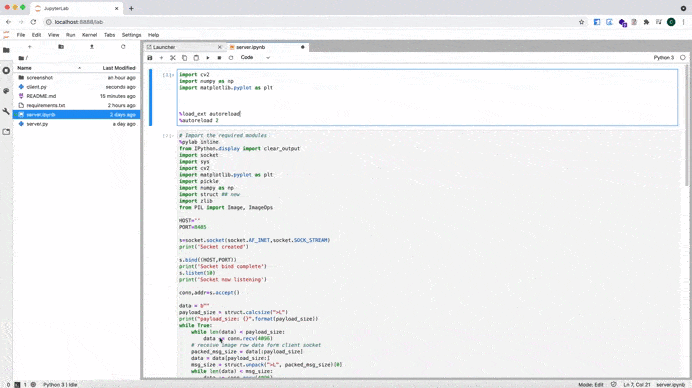 JupyterLab
localhost:8888/lab
File Edit View Run Kernel Tabs Settings Help
Launcher
server.ipynb
Code
Python 3
/
Name
Last Modified
screenshot
an hour ago
client.py
seconds ago
README.md
15 minutes ago
requirements.txt
2 hours ago
server.ipynb
2 days ago
server.py
a day ago
import cv2
import numpy as np
import matplotlib.pyplot as plt
%load_ext autoreload
%autoreload 2
# Import the required modules
%pylab inline
from IPython.display import clear_output
import socket
import sys
import cv2
import matplotlib.pyplot as plt
import pickle
import numpy as np
import struct ## new
import zlib
from PIL import Image, ImageOps
HOST=''
PORT=8485
s=socket.socket(socket.AF_INET,socket.SOCK_STREAM)
print('Socket created')
s.bind((HOST,PORT))
print('Socket bind complete')
s.listen(10)
print('Socket now listening')
conn,addr=s.accept()
data = b""
payload_size = struct.calcsize(">L")
print("payload_size: {}".format(payload_size))
while True:
while len(data) < payload_size:
data += conn.recv(4096)
# receive image row data form client socket
packed_msg_size = data[:payload_size]
data = data[payload_size:]
msg_size = struct.unpack(">L", packed_msg_size)[0]
while len(data) < msg_size:
Python 3 | Idle
Mode: Edit
Ln 7, Col 21
server.ipynb